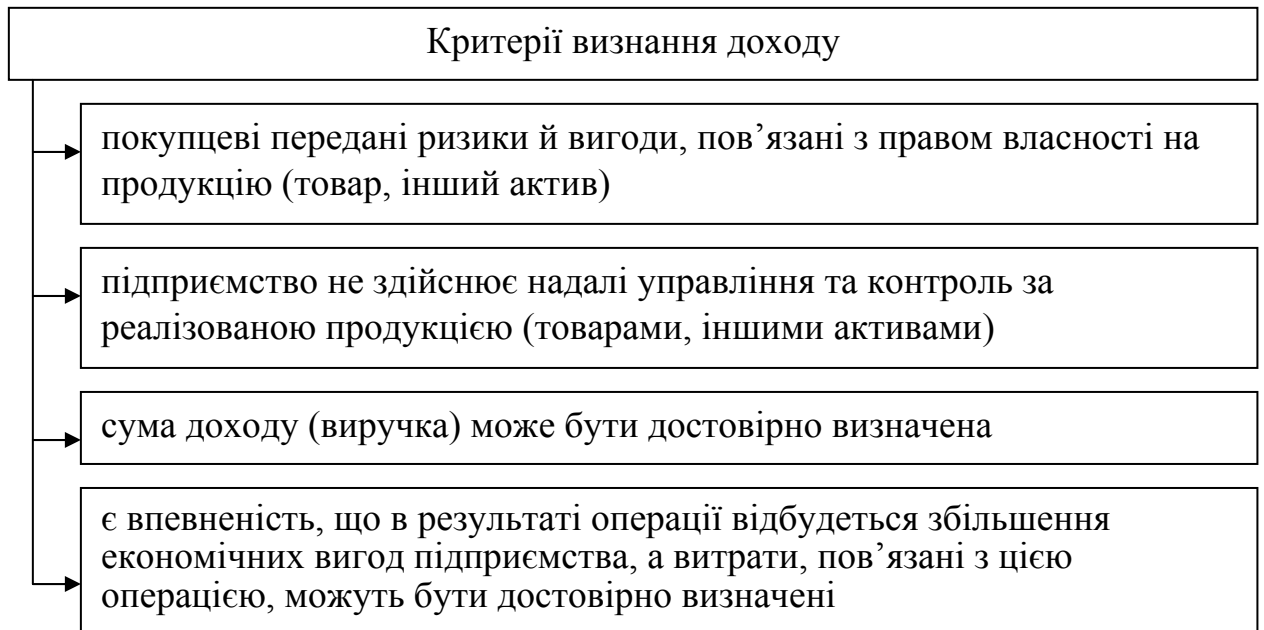 Критерії визнання доходу
покупцеві передані ризики й вигоди, пов’язані з правом власності на
продукцію (товар, інший актив)
підприємство не здійснює надалі управління та контроль за
реалізованою продукцією (товарами, іншими активами)
сума доходу (виручка) може бути достовірно визначена
є впевненість, що в результаті операції відбудеться збільшення
економічних вигод підприємства, а витрати, пов’язані з цією
операцією, можуть бути достовірно визначені